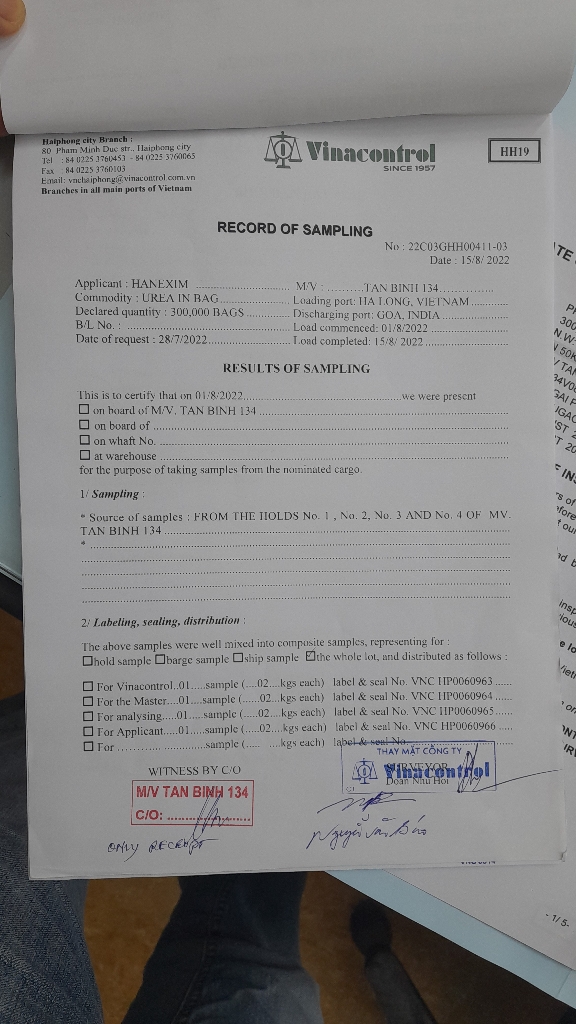 Haiphong city Branch :
80 Pham Minh Duc str., Haiphong city
Tel : 84 0225 3760453 - 84 0225 3760065
Fax : 84 0225 3760103
Email: vnchaiphong@vinacontrol.com.vn
Branches in all main ports of Vietnam
Vinacontrol
SINCE 1957
HH19
RECORD OF SAMPLING
No : 22C03GHH00411-03
Date : 15/8/ 2022
Applicant : HANEXIM .......................... M/V: ..........TAN BINH 134...............
Commodity : UREA IN BAG.................... Loading port: HA LONG, VIETNAM ..........
Declared quantity : 300,000 BAGS ............. Discharging port: GOA, INDIA..................
B/L No. : ............................................ Load commenced: 01/8/2022 ....................
Date of request : 28/7/2022........................ Load completed: 15/8/ 2022 ......................
RESULTS OF SAMPLING
This is to certify that on 01/8/2022............................................we were present
☐ on board of M/V. TAN BINH 134 ......................................................................
☐ on board of ..................................................................................................
☐ on whaft No. .................................................................................................
☐ at warehouse .................................................................................................
for the purpose of taking samples from the nominated cargo.
1/ Sampling :
* Source of samples : FROM THE HOLDS No. 1 , No. 2, No. 3 AND No. 4 OF MV.
TAN BINH 134 ..................................................................................................
* ..................................................................................................................
2/ Labeling, sealing, distribution :
The above samples were well mixed into composite samples, representing for :
☐hold sample ☐barge sample ☐ship sample ☑the whole lot, and distributed as follows :
☐ For Vinacontrol..01.....sample (....02....kgs each) label & seal No. VNC HP0060963 .....
☐ For the Master....01.....sample (....02....kgs each) label & seal No. VNC HP0060964 .....
☐ For analysing....01.....sample (....02....kgs each) label & seal No. VNC HP0060965.....
☐ For Applicant....01.....sample (....02....kgs each) label & seal No. VNC HP0060966 .....
☐ For .....................sample (.... ....kgs each) label & seal No.
WITNESS BY C/O
SURVEYOR
THAY MẶT CÔNG TY
Vinacontrol
Doan Nhu Hoi
M/V TAN BINH 134
C/O: ........................
ONLY RECEIPT
Nguyễn Văn
- 1/5-